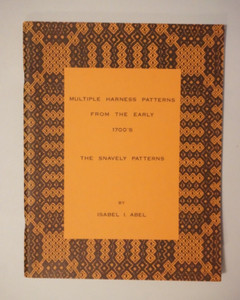 MULTIPLE HARNESS PATTERNS
FROM THE EARLY
1700'S
THE SNAVELY PATTERNS
BY
ISABEL I ABEL